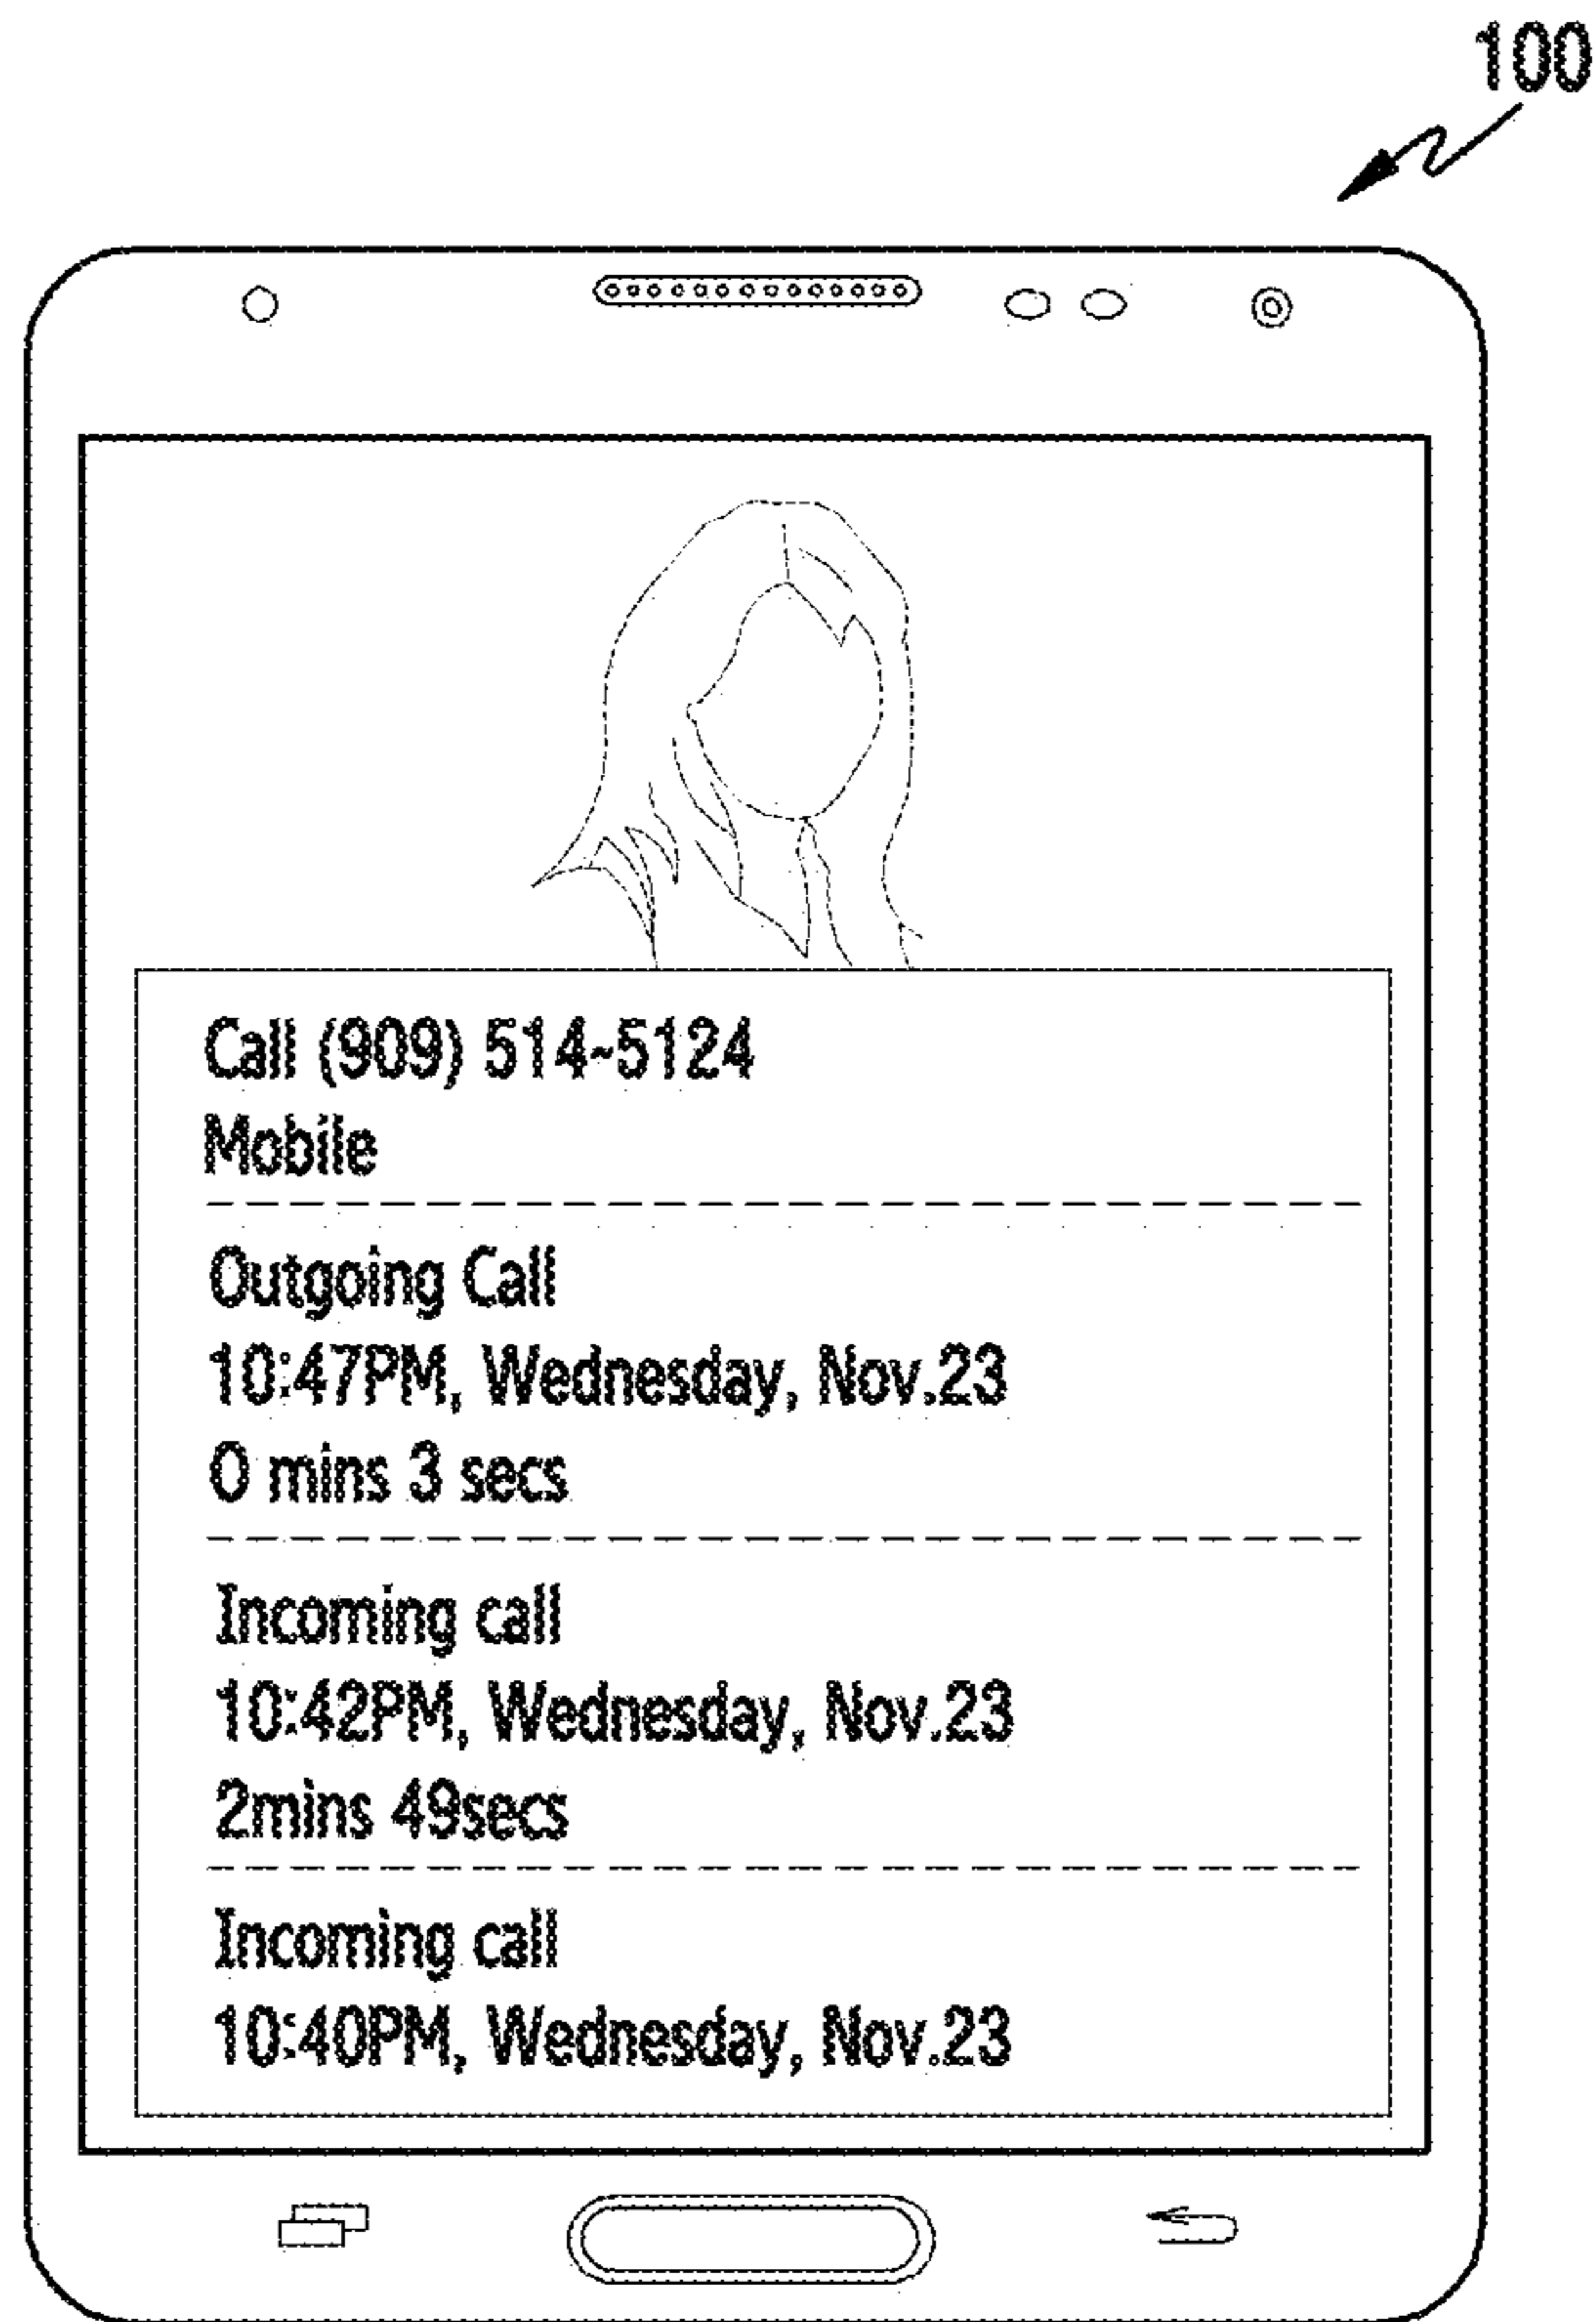 100
Call (909) 514-5124
Mobile
Outgoing Call
10:47PM, Wednesday, Nov.23
0 mins 3 secs
Incoming call
10:42PM, Wednesday, Nov.23
2mins 49secs
Incoming call
10:40PM, Wednesday, Nov.23